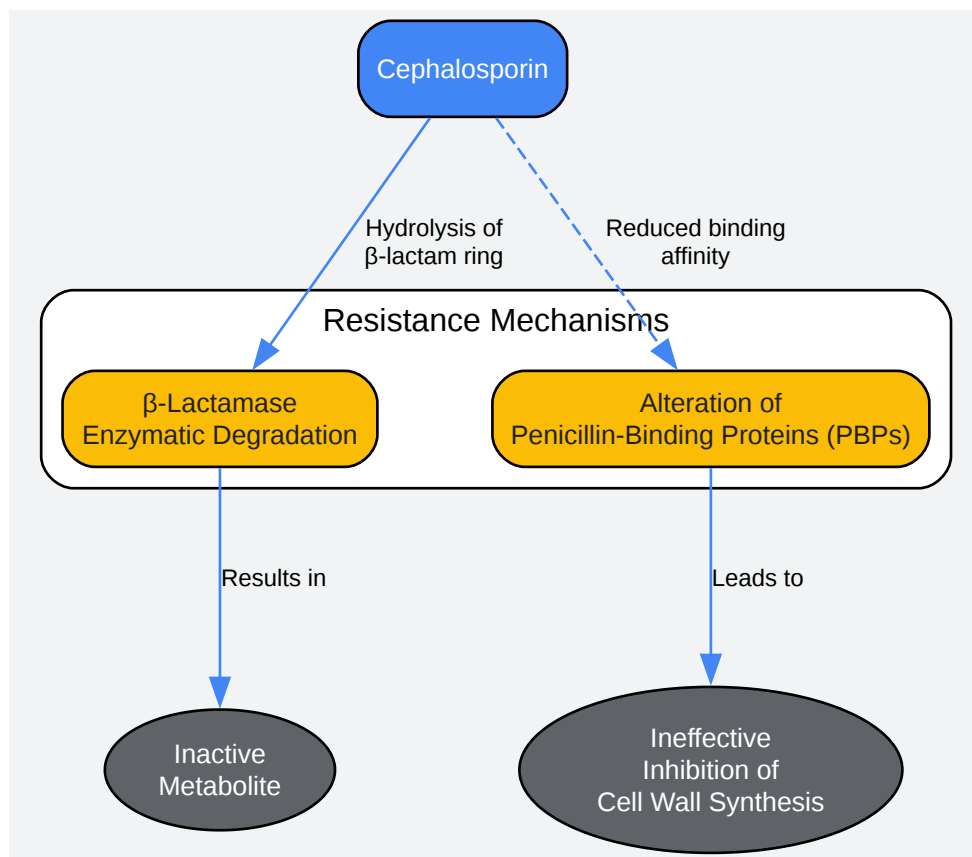 Cephalosporin
Hydrolysis of
β-lactam ring
Reduced binding
affinity
Resistance Mechanisms
β-Lactamase
Enzymatic Degradation
Alteration of
Penicillin-Binding Proteins (PBPs)
Results in
Leads to
Inactive
Metabolite
Ineffective
Inhibition of
Cell Wall Synthesis